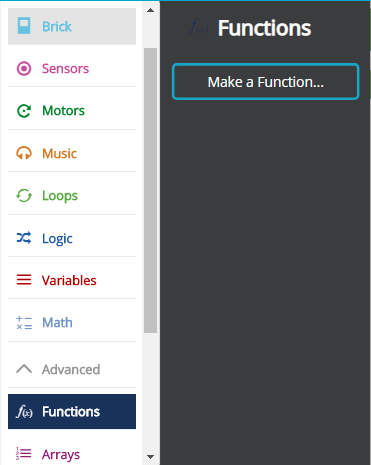 Brick
Sensors
Motors
Music
Loops
Logic
Variables
Math
Advanced
f(x) Functions
Arrays
f(x) Functions
Make a Function...